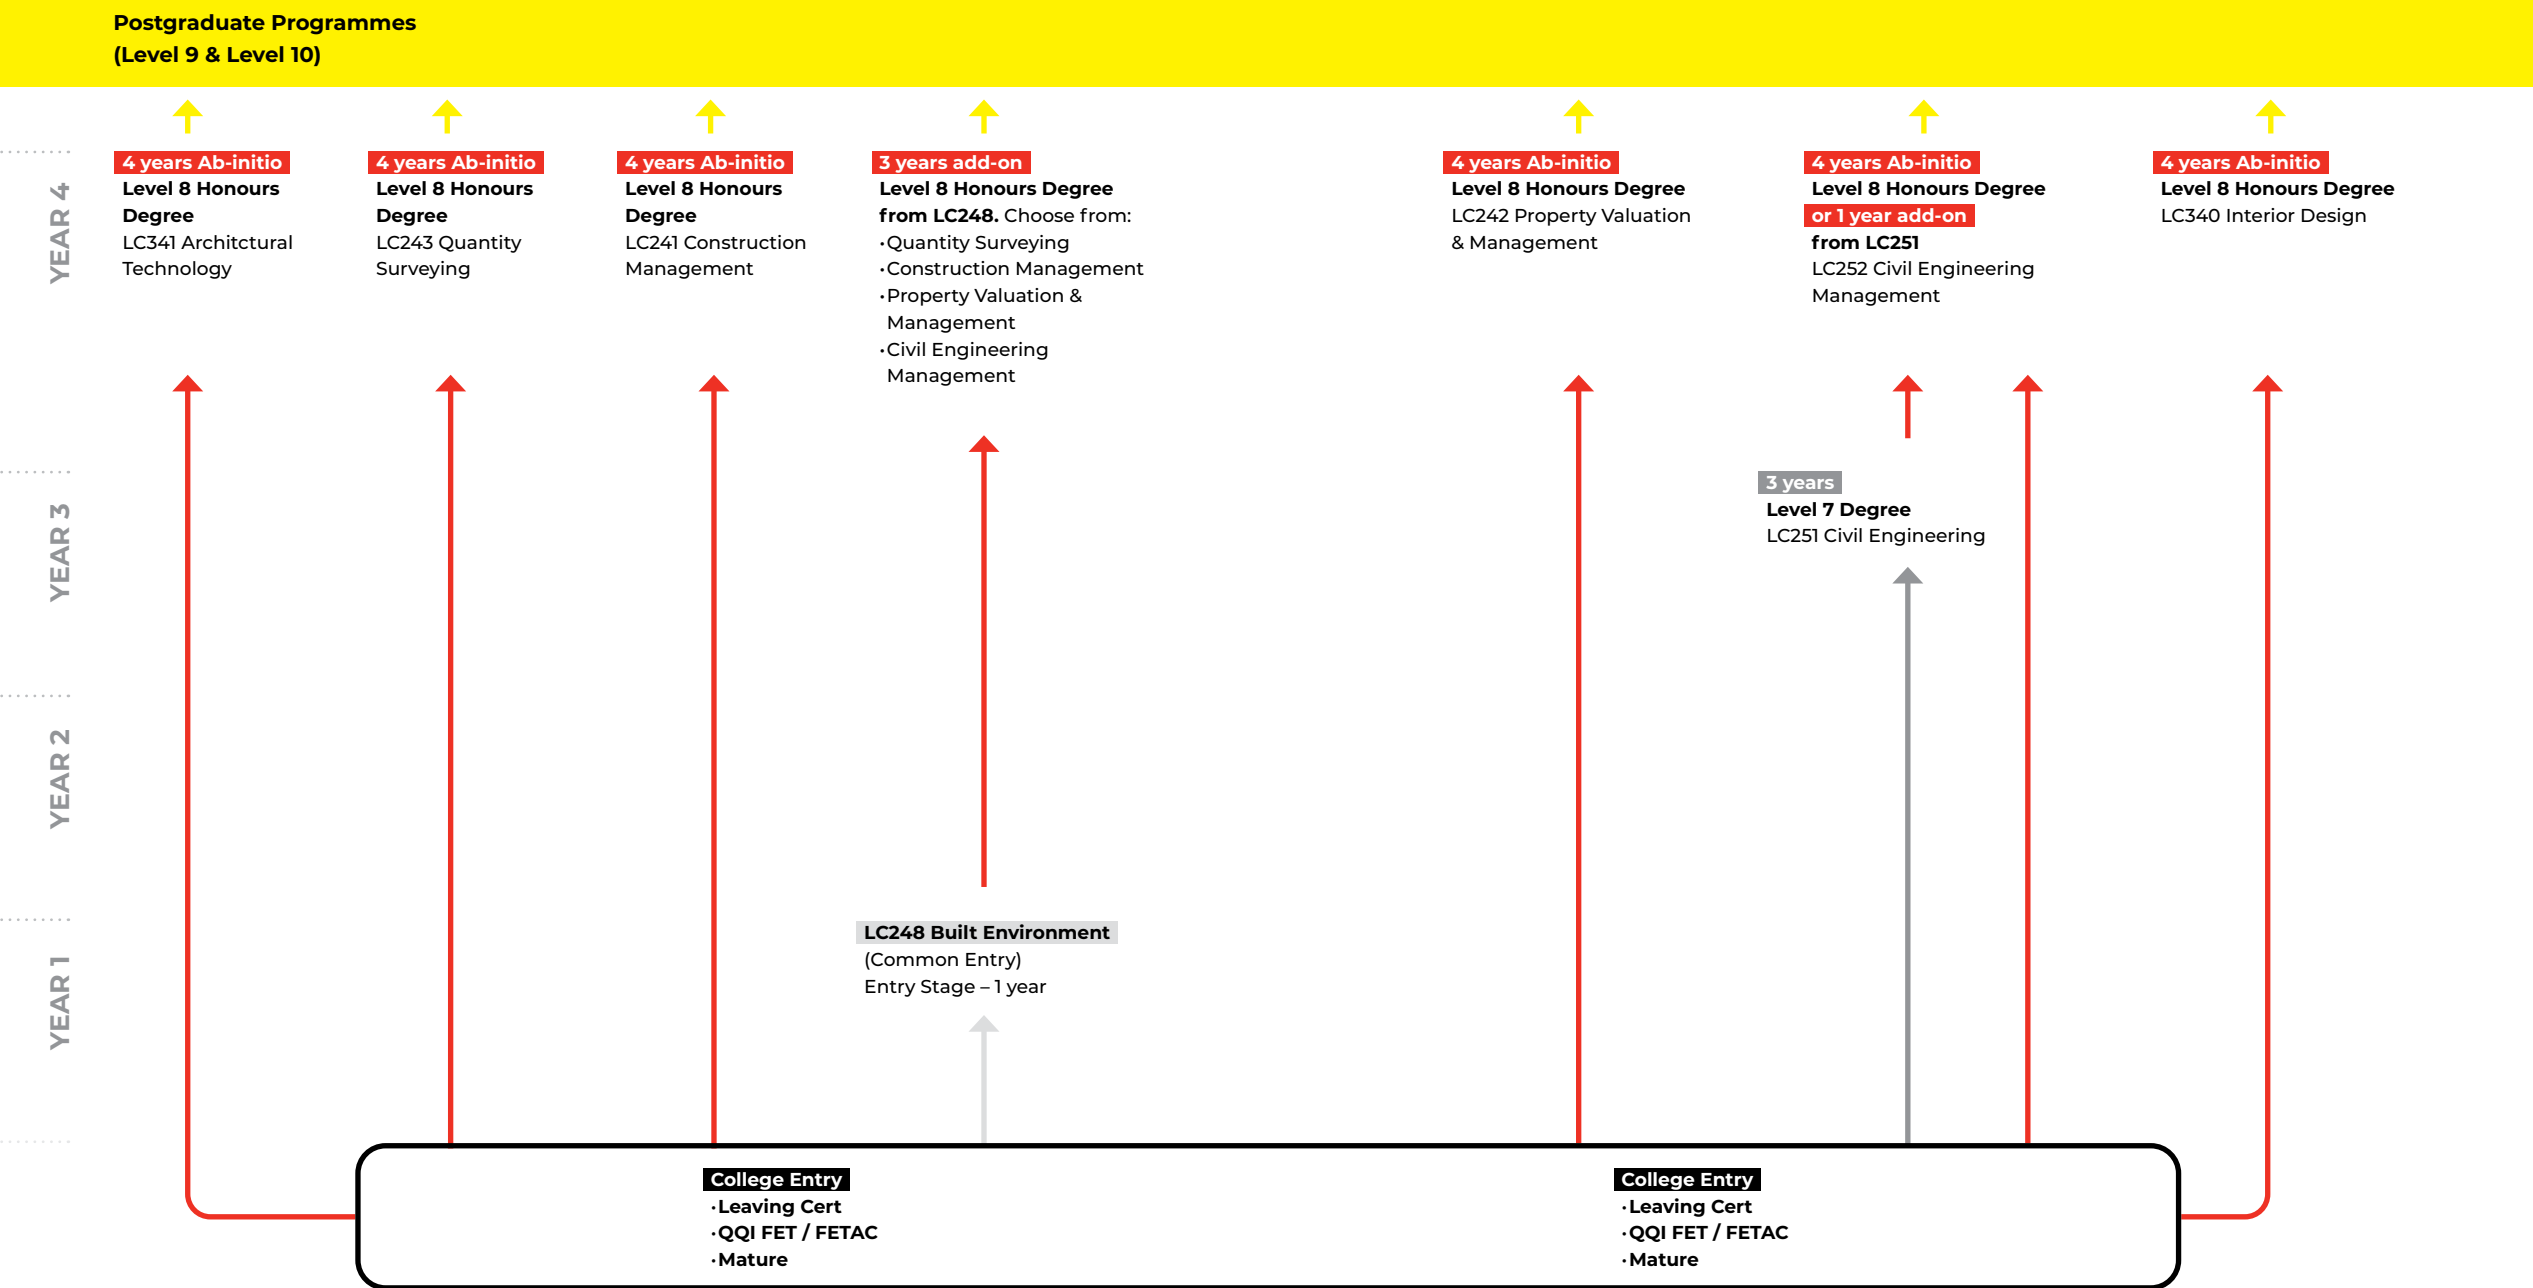 Postgraduate Programmes
(Level 9 & Level 10)
YEAR 4
4 years Ab-initio
Level 8 Honours
Degree
LC341 Architctural
Technology
4 years Ab-initio
Level 8 Honours
Degree
LC243 Quantity
Surveying
4 years Ab-initio
Level 8 Honours
Degree
LC241 Construction
Management
3 years add-on
Level 8 Honours Degree
from LC248. Choose from:
·Quantity Surveying
·Construction Management
·Property Valuation &
Management
·Civil Engineering
Management
4 years Ab-initio
Level 8 Honours Degree
LC242 Property Valuation
& Management
4 years Ab-initio
Level 8 Honours Degree
or 1 year add-on
from LC251
LC252 Civil Engineering
Management
4 years Ab-initio
Level 8 Honours Degree
LC340 Interior Design
YEAR 3
3 years
Level 7 Degree
LC251 Civil Engineering
YEAR 2
YEAR 1
LC248 Built Environment
(Common Entry)
Entry Stage – 1 year
College Entry
·Leaving Cert
·QQI FET / FETAC
·Mature
College Entry
·Leaving Cert
·QQI FET / FETAC
·Mature